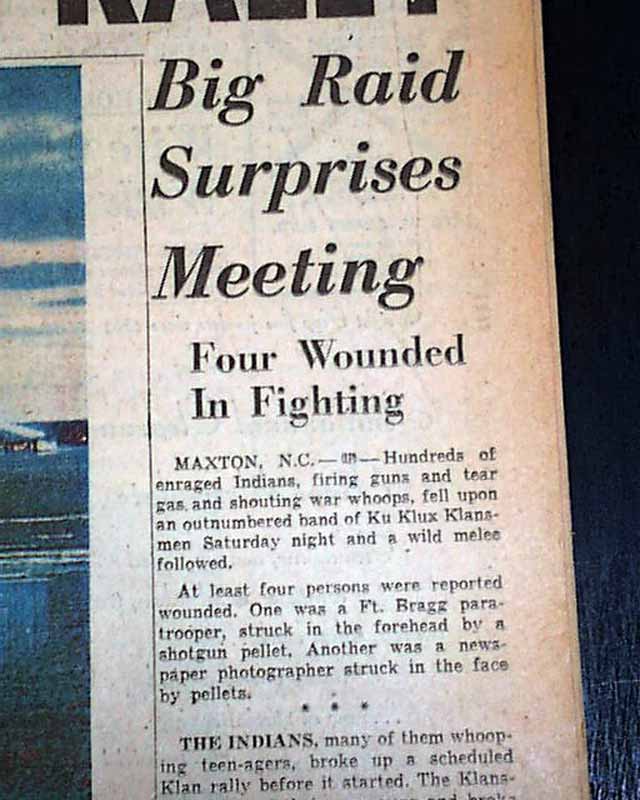 RALLY
Big Raid
Surprises
Meeting
Four Wounded
In Fighting
MAXTON, N.C.—UP—Hundreds of
enraged Indians, firing guns and tear
gas, and shouting war whoops, fell upon
an outnumbered band of Ku Klux Klans-
men Saturday night and a wild melee
followed.
At least four persons were reported
wounded. One was a Ft. Bragg para-
trooper, struck in the forehead by a
shotgun pellet. Another was a news-
paper photographer struck in the face
by pellets.
* * *
THE INDIANS, many of them whoop-
ing teen-agers, broke up a scheduled
Klan rally before it started. The Klans-